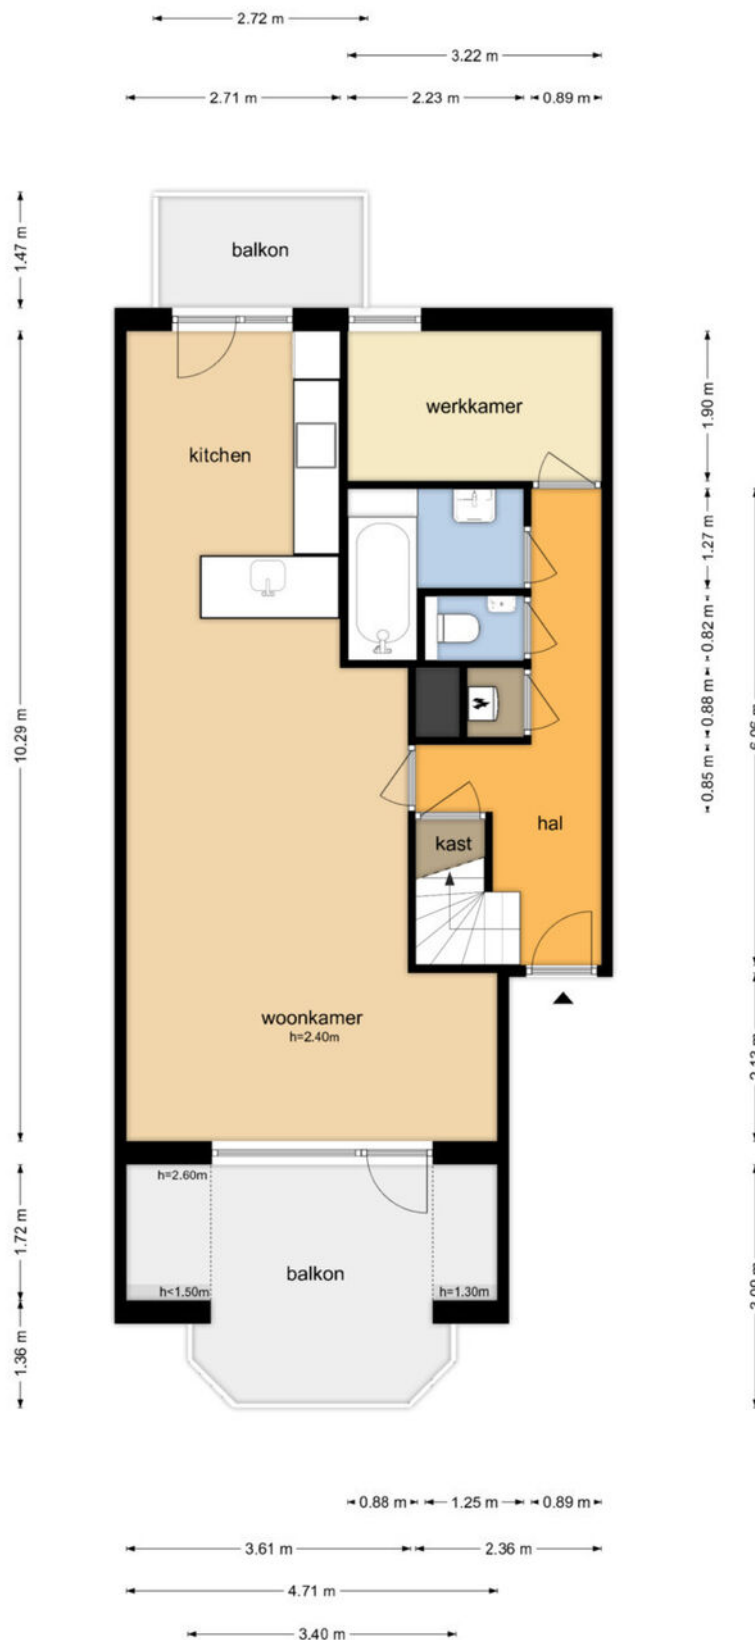 2.72 m
3.22 m
2.71 m
2.23 m
0.89 m
1.47 m
balkon
werkkamer
1.90 m
kitchen
1.27 m
0.82 m
10.29 m
0.88 m
0.85 m
hal
kast
woonkamer
h=2.40m
h=2.60m
1.72 m
balkon
h<1.50m
h=1.30m
1.36 m
0.88 m
1.25 m
0.89 m
3.61 m
2.36 m
4.71 m
3.40 m